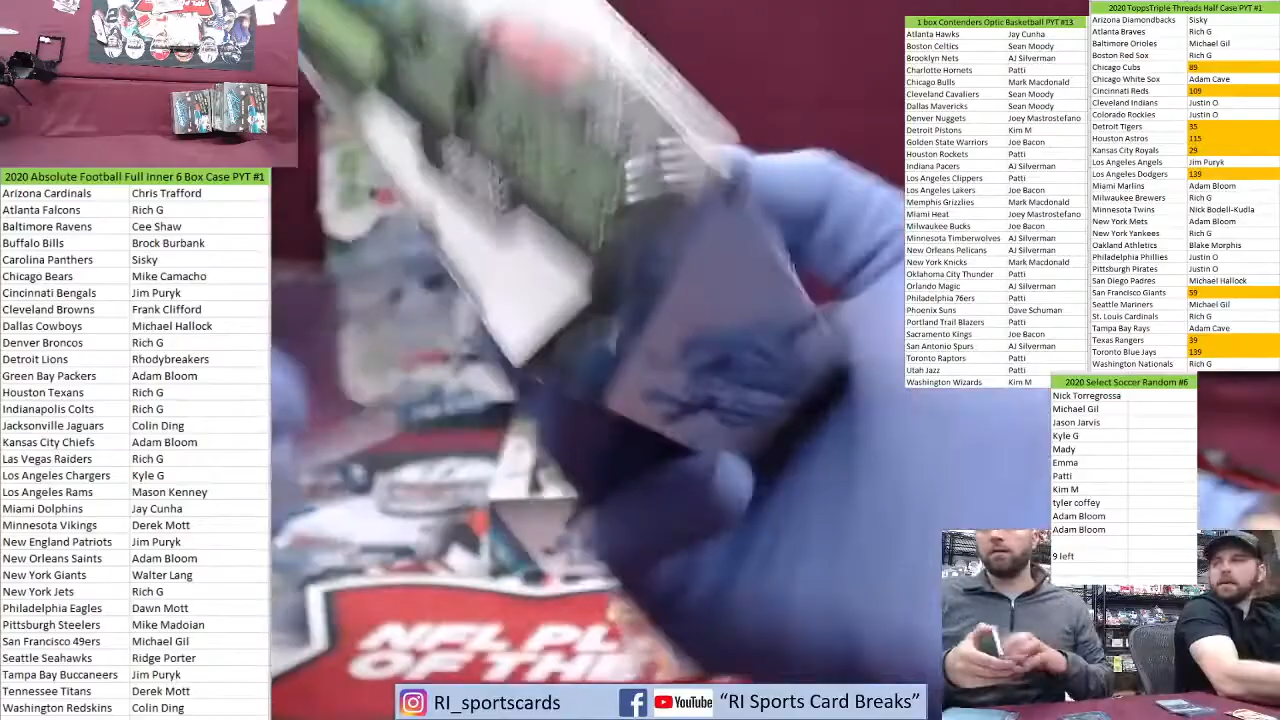 2020 Absolute Football Full Inner 6 Box Case PYT #1
Arizona Cardinals Chris Trafford
Atlanta Falcons Rich G
Baltimore Ravens Cee Shaw
Buffalo Bills Brock Burbank
Carolina Panthers Sisky
Chicago Bears Mike Camacho
Cincinnati Bengals Jim Puryk
Cleveland Browns Frank Clifford
Dallas Cowboys Michael Hallock
Denver Broncos Rich G
Detroit Lions Rhodybreakers
Green Bay Packers Adam Bloom
Houston Texans Rich G
Indianapolis Colts Rich G
Jacksonville Jaguars Colin Ding
Kansas City Chiefs Adam Bloom
Las Vegas Raiders Rich G
Los Angeles Chargers Kyle G
Los Angeles Rams Mason Kenney
Miami Dolphins Jay Cunha
Minnesota Vikings Derek Mott
New England Patriots Jim Puryk
New Orleans Saints Adam Bloom
New York Giants Walter Lang
New York Jets Rich G
Philadelphia Eagles Dawn Mott
Pittsburgh Steelers Mike Madoian
San Francisco 49ers Michael Gil
Seattle Seahawks Ridge Porter
Tampa Bay Buccaneers Jim Puryk
Tennessee Titans Derek Mott
Washington Redskins Colin Ding
1 box Contenders Optic Basketball PYT #13
Atlanta Hawks Jay Cunha
Boston Celtics Sean Moody
Brooklyn Nets AJ Silverman
Charlotte Hornets Patti
Chicago Bulls Mark Macdonald
Cleveland Cavaliers Sean Moody
Dallas Mavericks Sean Moody
Denver Nuggets Joey Mastrostefano
Detroit Pistons Kim M
Golden State Warriors Joe Bacon
Houston Rockets Patti
Indiana Pacers AJ Silverman
Los Angeles Clippers Patti
Los Angeles Lakers Joe Bacon
Memphis Grizzlies Mark Macdonald
Miami Heat Joey Mastrostefano
Milwaukee Bucks Joe Bacon
Minnesota Timberwolves AJ Silverman
New Orleans Pelicans AJ Silverman
New York Knicks Mark Macdonald
Oklahoma City Thunder Patti
Orlando Magic AJ Silverman
Philadelphia 76ers Patti
Phoenix Suns Dave Schuman
Portland Trail Blazers Patti
Sacramento Kings Joe Bacon
San Antonio Spurs AJ Silverman
Toronto Raptors Patti
Utah Jazz Patti
Washington Wizards Kim M
2020 ToppsTriple Threads Half Case PYT #1
Arizona Diamondbacks Sisky
Atlanta Braves Rich G
Baltimore Orioles Michael Gil
Boston Red Sox Rich G
Chicago Cubs 89
Chicago White Sox Adam Cave
Cincinnati Reds 109
Cleveland Indians Justin O
Colorado Rockies Justin O
Detroit Tigers 35
Houston Astros 115
Kansas City Royals 29
Los Angeles Angels Jim Puryk
Los Angeles Dodgers 139
Miami Marlins Adam Bloom
Milwaukee Brewers Rich G
Minnesota Twins Nick Bodell-Kudla
New York Mets Adam Bloom
New York Yankees Rich G
Oakland Athletics Blake Morphis
Philadelphia Phillies Justin O
Pittsburgh Pirates Justin O
San Diego Padres Michael Hallock
San Francisco Giants 59
Seattle Mariners Michael Gil
St. Louis Cardinals Rich G
Tampa Bay Rays Adam Cave
Texas Rangers 39
Toronto Blue Jays 139
Washington Nationals Rich G
2020 Select Soccer Random #6
Nick Torregrossa
Michael Gil
Jason Jarvis
Kyle G
Mady
Emma
Patti
Kim M
tyler coffey
Adam Bloom
Adam Bloom
9 left
RI_sportscards
YouTube "RI Sports Card Breaks"